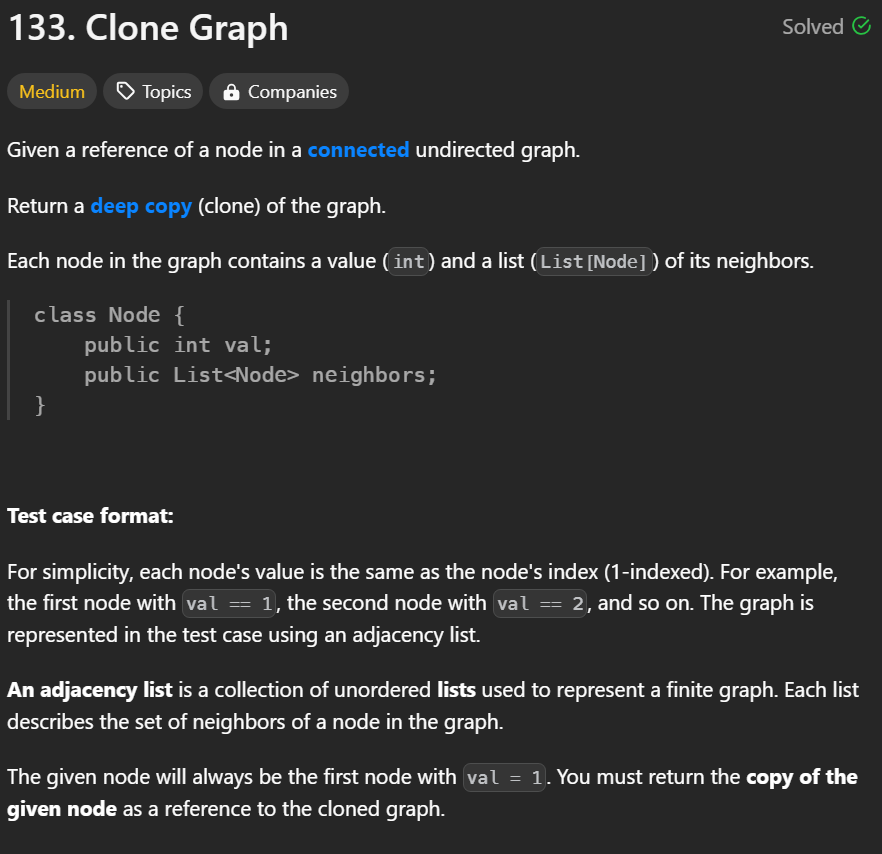 133. Clone Graph
Solved
Medium
Topics
Companies
Given a reference of a node in a connected undirected graph.
Return a deep copy (clone) of the graph.
Each node in the graph contains a value (int) and a list (List[Node]) of its neighbors.
class Node {
    public int val;
    public List<Node> neighbors;
}
Test case format:
For simplicity, each node's value is the same as the node's index (1-indexed). For example,
the first node with val == 1, the second node with val == 2, and so on. The graph is
represented in the test case using an adjacency list.
An adjacency list is a collection of unordered lists used to represent a finite graph. Each list
describes the set of neighbors of a node in the graph.
The given node will always be the first node with val = 1. You must return the copy of the
given node as a reference to the cloned graph.